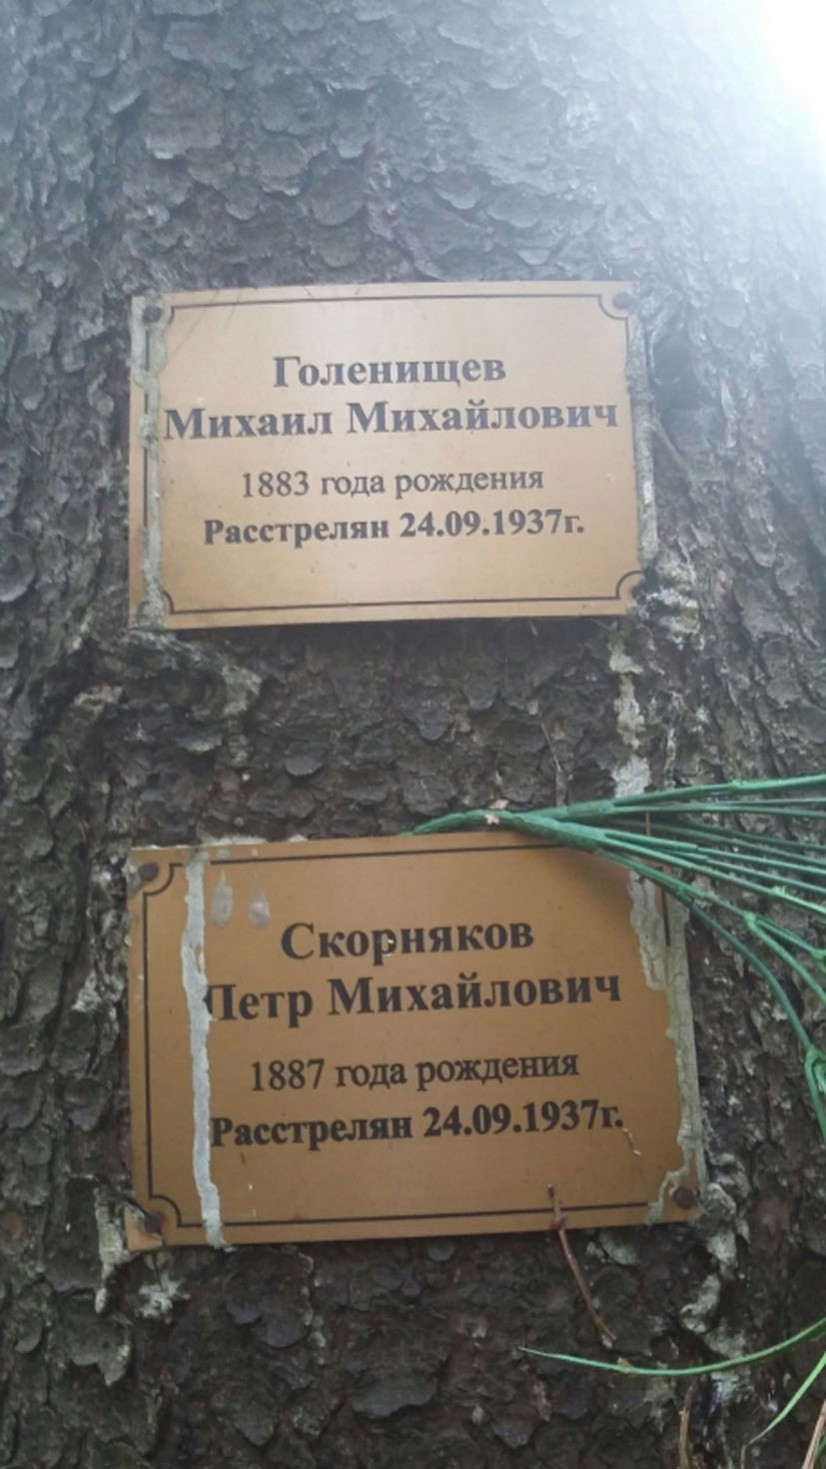 Голенищев
Михаил Михайлович
1883 года рождения
Расстрелян 24.09.1937г.
Скорняков
Петр Михайлович
1887 года рождения
Расстрелян 24.09.1937г.